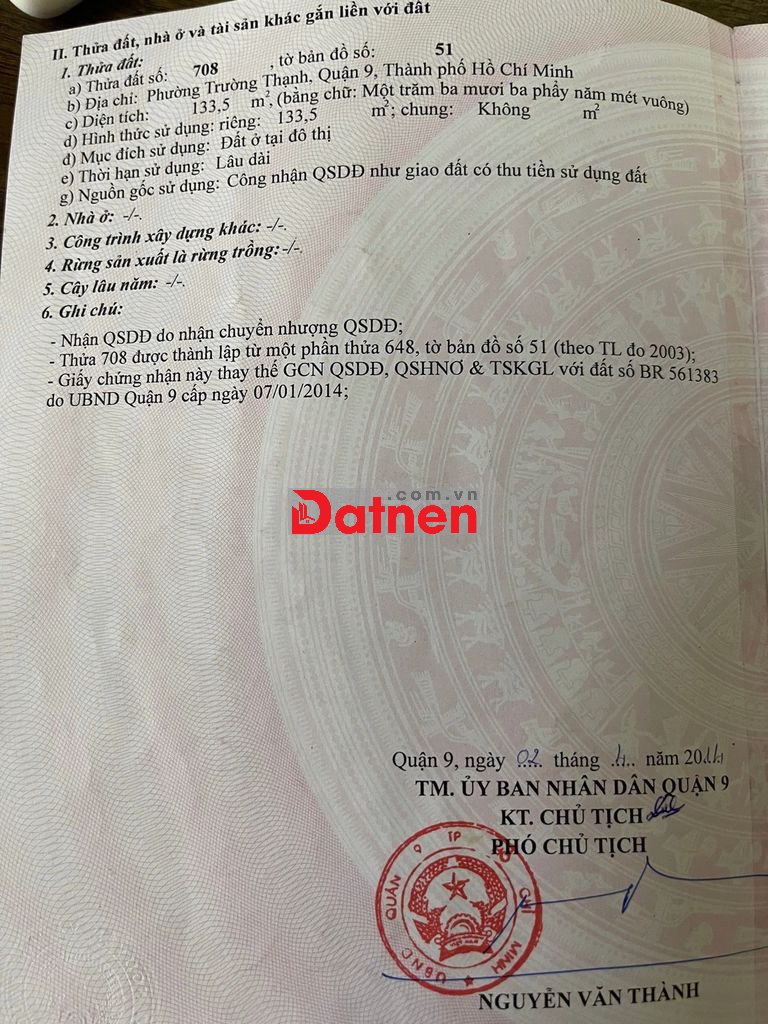 II. Thửa đất, nhà ở và tài sản khác gắn liền với đất
1. Thửa đất:
a) Thửa đất số: 708 , tờ bản đồ số: 51
b) Địa chỉ: Phường Trường Thạnh, Quận 9, Thành phố Hồ Chí Minh
c) Diện tích: 133,5 m², (bằng chữ: Một trăm ba mươi ba phẩy năm mét vuông)
d) Hình thức sử dụng: riêng: 133,5 m²; chung: Không m²
đ) Mục đích sử dụng: Đất ở tại đô thị
e) Thời hạn sử dụng: Lâu dài
g) Nguồn gốc sử dụng: Công nhận QSDĐ như giao đất có thu tiền sử dụng đất
2. Nhà ở: -/-.
3. Công trình xây dựng khác: -/-.
4. Rừng sản xuất là rừng trồng:-/-.
5. Cây lâu năm: -/-.
6. Ghi chú:
- Nhận QSDĐ do nhận chuyển nhượng QSDĐ;
- Thửa 708 được thành lập từ một phần thửa 648, tờ bản đồ số 51 (theo TL đo 2003);
- Giấy chứng nhận này thay thế GCN QSDĐ, QSHNƠ & TSKGL với đất số BR 561383
do UBND Quận 9 cấp ngày 07/01/2014;
.com.vn
Datnen
Quận 9, ngày 02 tháng năm 20
TM. ỦY BAN NHÂN DÂN QUẬN 9
KT. CHỦ TỊCH
PHÓ CHỦ TỊCH
UBND QUẬN 9 TP CHÍ MINH
NGUYỄN VĂN THÀNH